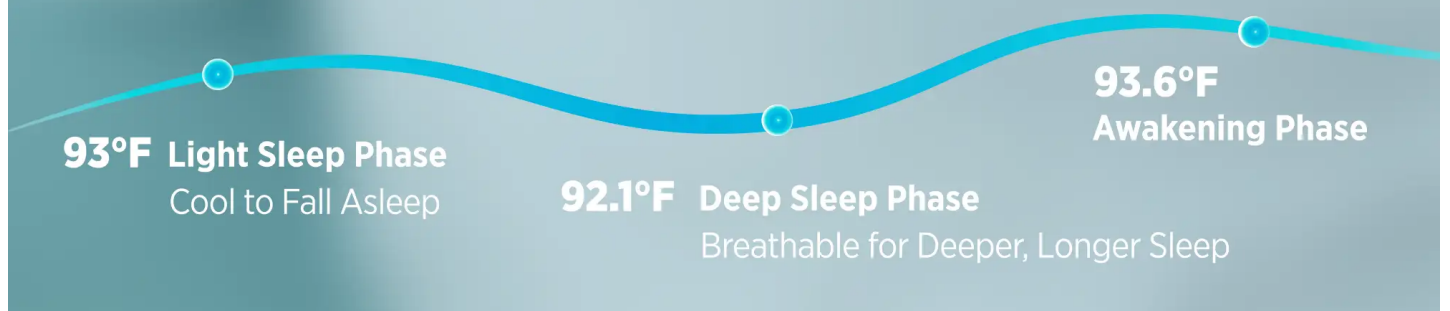 93°F Light Sleep Phase
Cool to Fall Asleep
92.1°F Deep Sleep Phase
Breathable for Deeper, Longer Sleep
93.6°F
Awakening Phase